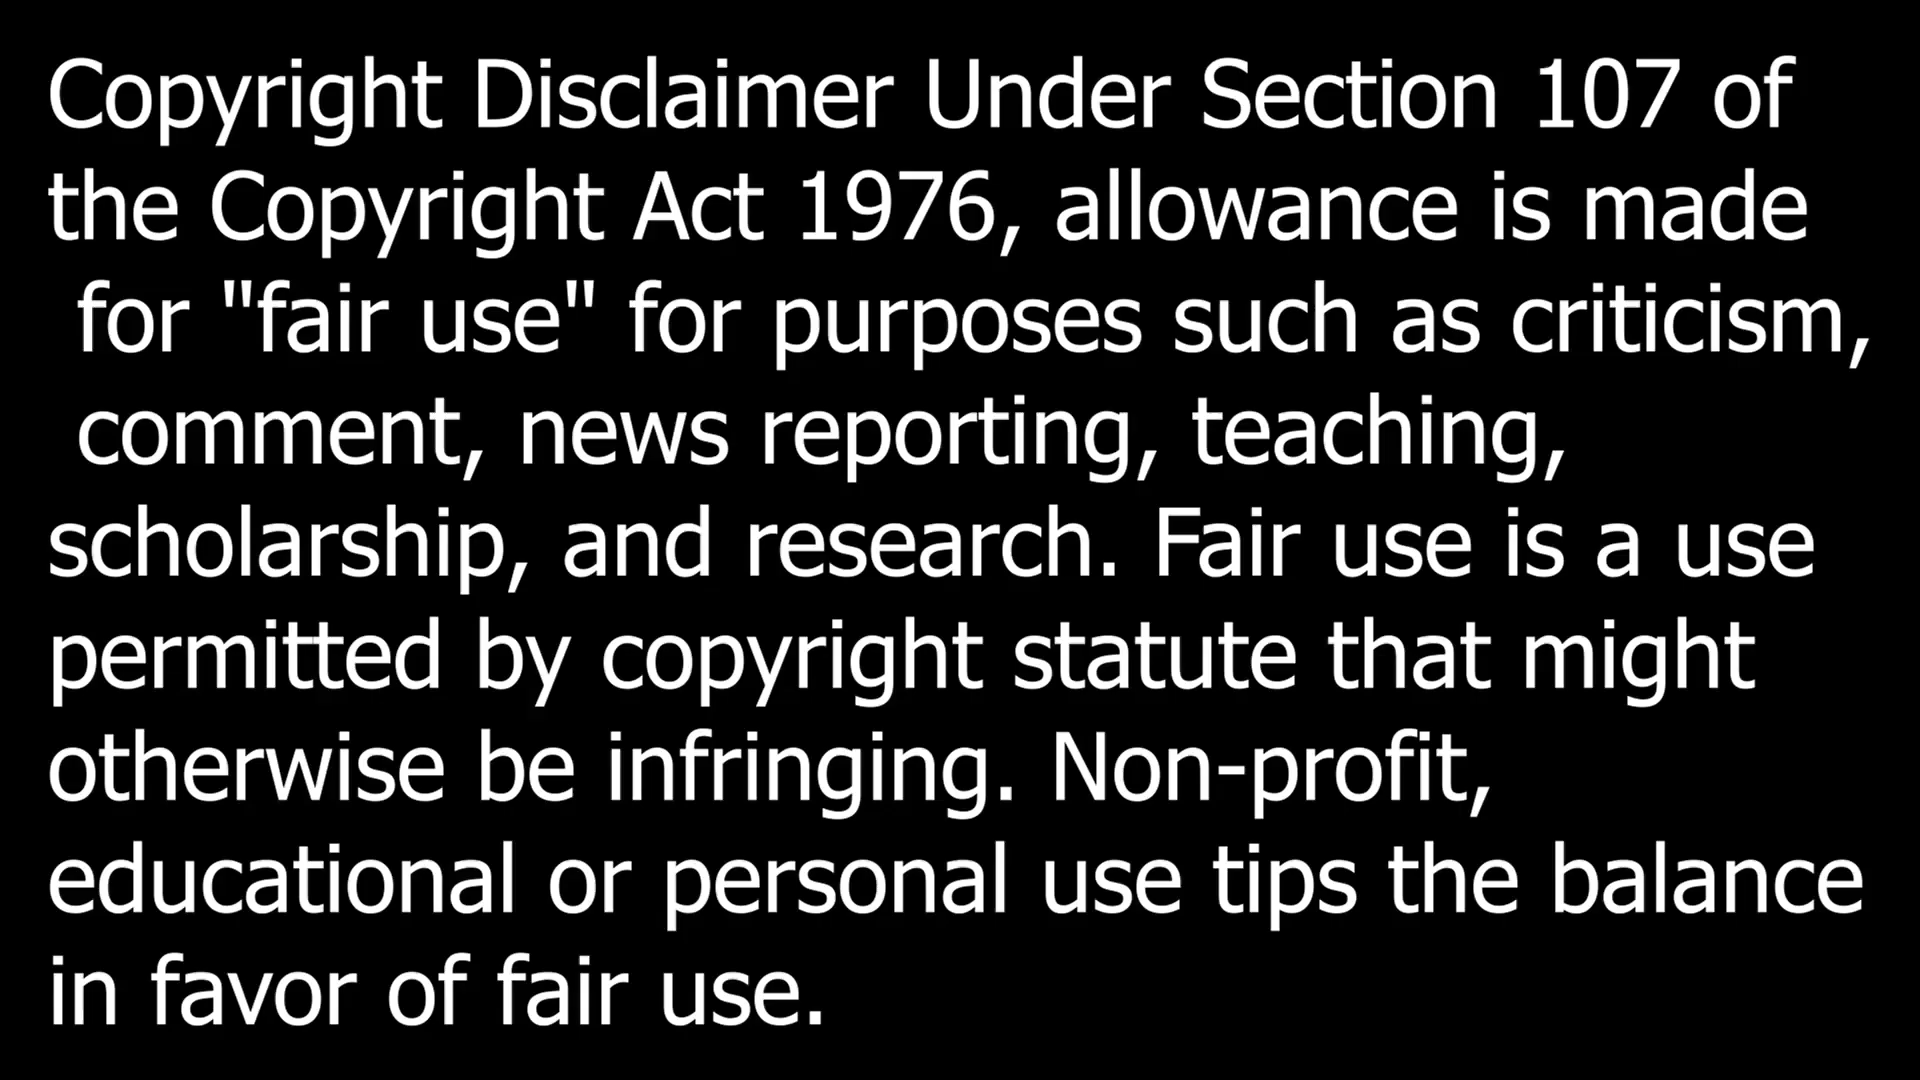 Copyright Disclaimer Under Section 107 of
the Copyright Act 1976, allowance is made
for "fair use" for purposes such as criticism,
comment, news reporting, teaching,
scholarship, and research. Fair use is a use
permitted by copyright statute that might
otherwise be infringing. Non-profit,
educational or personal use tips the balance
in favor of fair use.